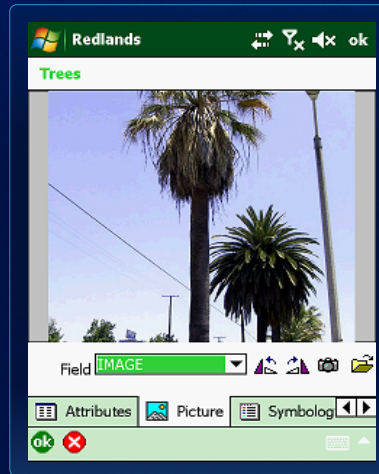 Redlands ok
Trees
Field IMAGE
Attributes Picture Symbolog
ok